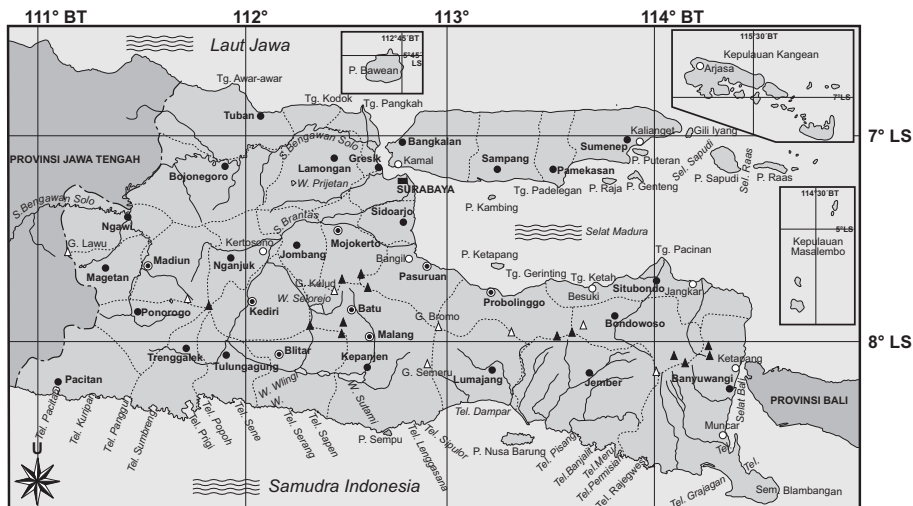 111° BT
112°
113°
114° BT
Laut Jawa
112°45´BT
5°45´
LS
P. Bawean
115°30´BT
Kepulauan Kangean
Arjasa
7°LS
Tg. Awar-awar
Tg. Kodok
Tg. Pangkah
Tuban
S.Bengawan Solo
Bangkalan
Kalianget
Gili Iyang
7° LS
Sumenep
PROVINSI JAWA TENGAH
Bojonegoro
Lamongan
Gresik
Kamal
Sampang
Pamekasan
P. Puteran
Sel. Sapudi
Sel. Raas
P. Sapudi
P. Raas
W. Prijetan
SURABAYA
Tg. Padelegan
P. Raja
P. Genteng
114°30´BT
S.Bengawan Solo
P. Kambing
Ngawi
S.Brantas
Sidoarjo
5°LS
Selat Madura
Kepulauan
Masalembo
G. Lawu
Kertosono
Mojokerto
Jombang
Bangil
P. Ketapang
Tg. Pacinan
Magetan
Madiun
Nganjuk
Pasuruan
Tg. Gerinting
Tg. Ketah
Situbondo
G. Kelud
W. Selorejo
Besuki
Jangkar
Probolinggo
Ponorogo
Kediri
Batu
G. Bromo
Bondowoso
Malang
8° LS
Trenggalek
Tulungagung
Blitar
Kepanjen
G. Semeru
Lumajang
Jember
Ketapang
Banyuwangi
Pacitan
W. Wlingi
W.
W. Sutami
Selat Bali
PROVINSI BALI
Tel. Pacitan
Tel. Kuripan
Tel. Panggul
Tel. Sumbreng
Tel. Prigi
Tel. Popoh
Tel. Sene
Tel. Serang
Tel. Sapen
P. Sempu
Tel. Lenggasana
Tel. Sipulor
Tel. Dampar
P. Nusa Barung
Tel. Pisang
Tel.Banjalit
Tel.Meru
Tel.Permisian
Tel. Rajegwesi
Muncar
Tel.
Tel.
Tel. Grajagan
Sem. Blambangan
U
Samudra Indonesia